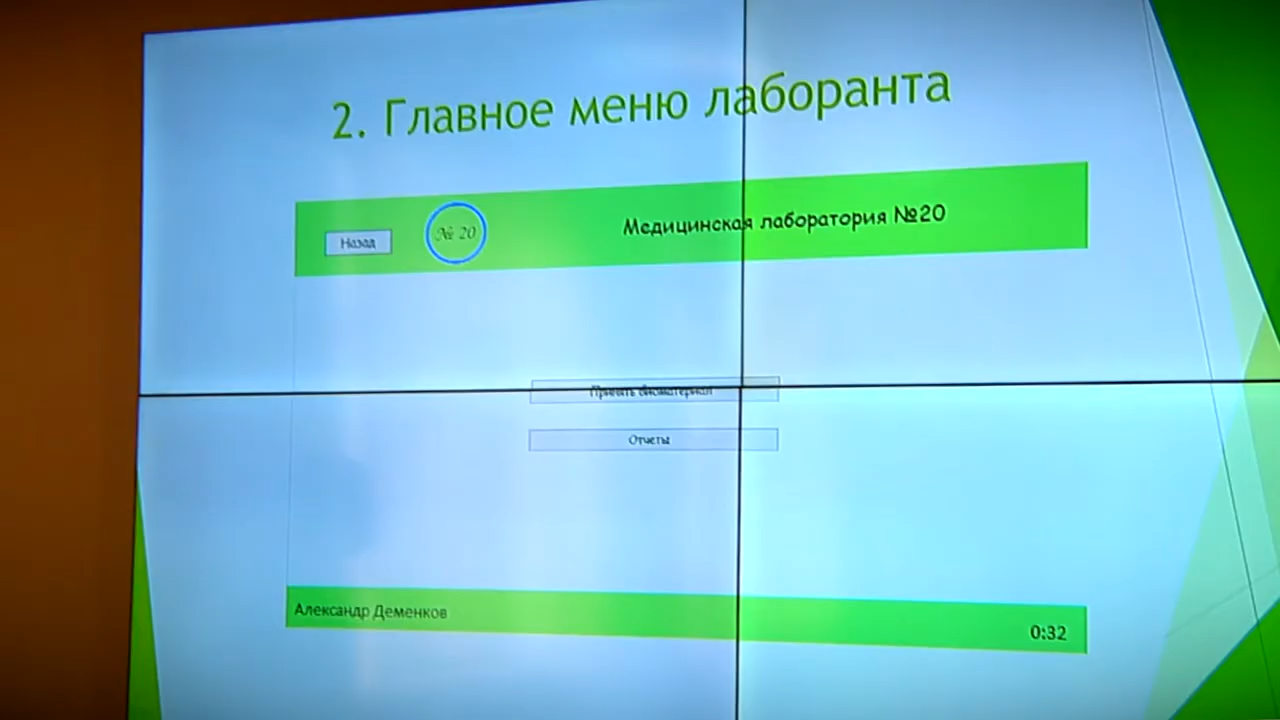 2. Главное меню лаборанта
Назад
№ 20
Медицинская лаборатория №20
Принять биоматериал
Отчеты
Александр Деменков
0:32